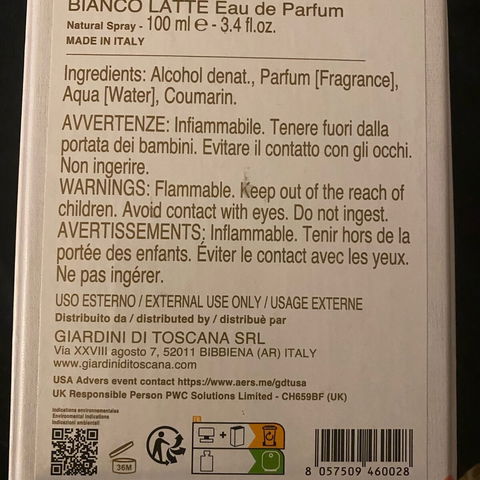 BIANCO LATTE Eau de Parfum
Natural Spray - 100 ml e - 3.4 fl.oz.
MADE IN ITALY
Ingredients: Alcohol denat., Parfum [Fragrance],
Aqua [Water], Coumarin.
AVVERTENZE: Infiammabile. Tenere fuori dalla
portata dei bambini. Evitare il contatto con gli occhi.
Non ingerire.
WARNINGS: Flammable. Keep out of the reach of
children. Avoid contact with eyes. Do not ingest.
AVERTISSEMENTS: Inflammable. Tenir hors de la
portée des enfants. Éviter le contact avec les yeux.
Ne pas ingérer.
USO ESTERNO / EXTERNAL USE ONLY / USAGE EXTERNE
Distribuito da / distributed by / distribuè par
GIARDINI DI TOSCANA SRL
Via XXVIII agosto 7, 52011 BIBBIENA (AR) ITALY
www.giardiniditoscana.com
USA Advers event contact https://www.aers.me/gdtusa
UK Responsible Person PWC Solutions Limited - CH659BF (UK)
Indications environnementales
Environmental indications
Indicazioni ambientali
36M
8 057509 460028